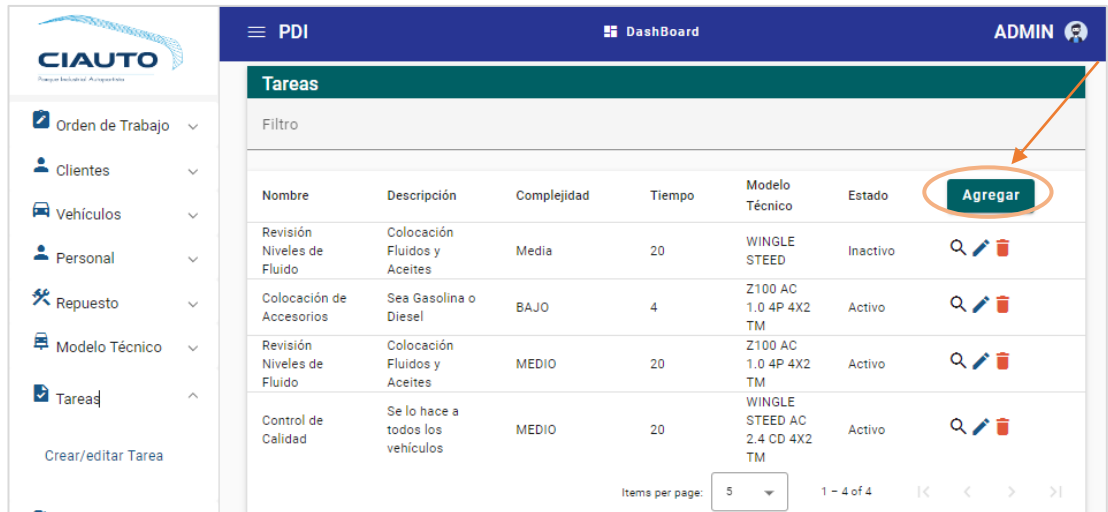 CIAUTO
Parque Industrial Autopartista
Orden de Trabajo
Clientes
Vehículos
Personal
Repuesto
Modelo Técnico
Tareas
Crear/editar Tarea
PDI
DashBoard
ADMIN
Tareas
Filtro
Nombre Descripción Complejidad Tiempo Modelo Técnico Estado Agregar
Revisión Niveles de Fluido Colocación Fluidos y Aceites Media 20 WINGLE STEED Inactivo
Colocación de Accesorios Sea Gasolina o Diesel BAJO 4 Z100 AC 1.0 4P 4X2 TM Activo
Revisión Niveles de Fluido Colocación Fluidos y Aceites MEDIO 20 Z100 AC 1.0 4P 4X2 TM Activo
Control de Calidad Se lo hace a todos los vehículos MEDIO 20 WINGLE STEED AC 2.4 CD 4X2 TM Activo
Items per page: 5 1 – 4 of 4